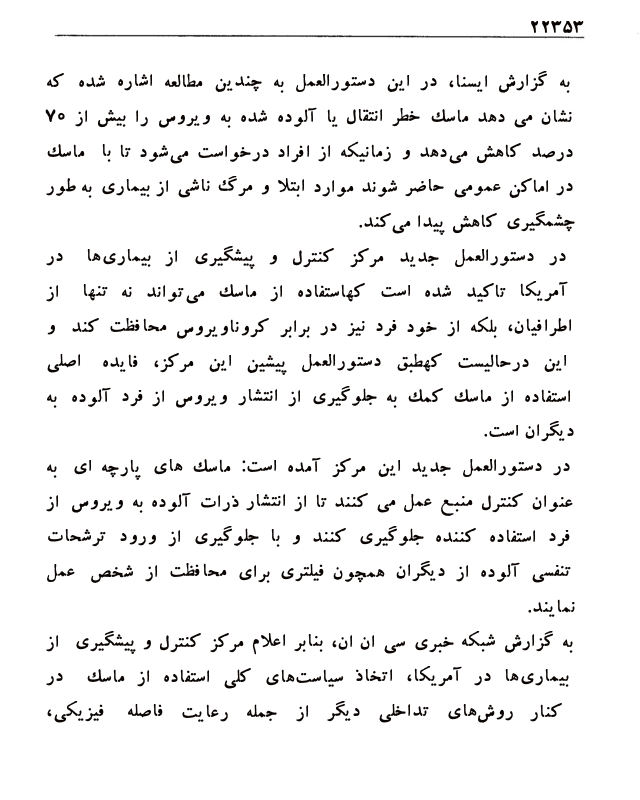 ۲۲۳۵۳
به گزارش ایسنا، در این دستورالعمل به چندین مطالعه اشاره شده که
نشان می دهد ماسك خطر انتقال یا آلوده شده به ویروس را بیش از ۷۰
درصد کاهش می‌دهد و زمانیکه از افراد درخواست می‌شود تا با ماسك
در اماکن عمومی حاضر شوند موارد ابتلا و مرگ ناشی از بیماری به طور
چشمگیری کاهش پیدا می‌کند.
در دستورالعمل جدید مرکز کنترل و پیشگیری از بیماری‌ها در
آمریکا تاکید شده است کهاستفاده از ماسك می‌تواند نه تنها از
اطرافیان، بلکه از خود فرد نیز در برابر کروناویروس محافظت کند و
این درحالیست کهطبق دستورالعمل پیشین این مرکز، فایده اصلی
استفاده از ماسك کمك به جلوگیری از انتشار ویروس از فرد آلوده به
دیگران است.
در دستورالعمل جدید این مرکز آمده است: ماسك های پارچه ای به
عنوان کنترل منبع عمل می کنند تا از انتشار ذرات آلوده به ویروس از
فرد استفاده کننده جلوگیری کنند و با جلوگیری از ورود ترشحات
تنفسی آلوده از دیگران همچون فیلتری برای محافظت از شخص عمل
نمایند.
به گزارش شبکه خبری سی ان ان، بنابر اعلام مرکز کنترل و پیشگیری از
بیماری‌ها در آمریکا، اتخاذ سیاست‌های کلی استفاده از ماسك در
کنار روش‌های تداخلی دیگر از جمله رعایت فاصله فیزیکی،